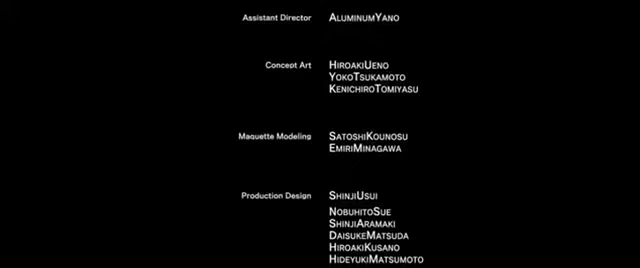 Assistant Director AluminumYano
Concept Art HiroakiUeno
YokoTsukamoto
KenichiroTomiyasu
Maquette Modeling SatoshiKounosu
EmiriMinagawa
Production Design ShinjiUsui
NobuhitoSue
ShinjiAramaki
DaisukeMatsuda
HiroakiKusano
HideyukiMatsumoto